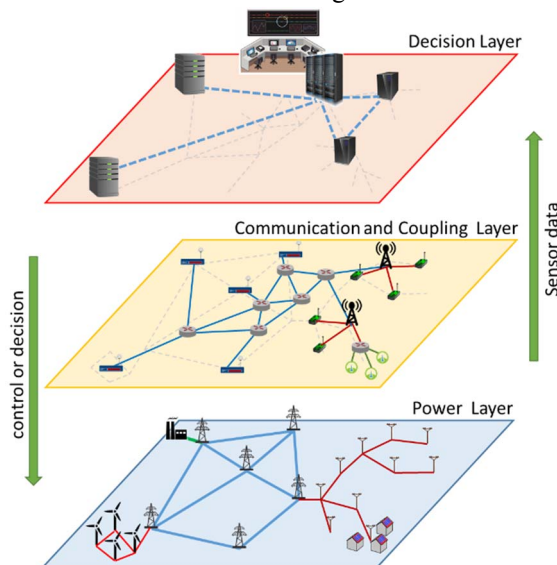 Decision Layer
Communication and Coupling Layer
Sensor data
control or decision
Power Layer